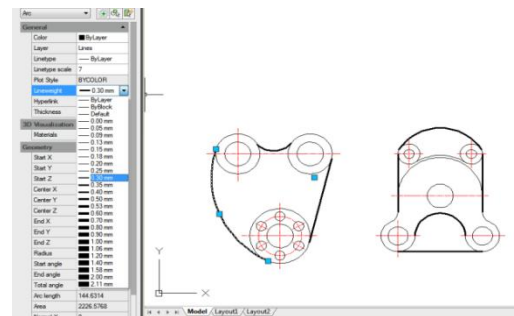 Arc
General
Color ByLayer
Layer Lines
Linetype ByLayer
Linetype scale 7
Plot Style BYCOLOR
Lineweight 0.30 mm
Hyperlink ByLayer
ByBlock
Thickness Default
0.00 mm
3D Visualization 0.05 mm
0.09 mm
Materials 0.13 mm
0.15 mm
Geometry 0.18 mm
Start X 0.20 mm
Start Y 0.25 mm
Start Z 0.30 mm
Center X 0.35 mm
0.40 mm
Center Y 0.50 mm
Center Z 0.53 mm
0.60 mm
End X 0.70 mm
End Y 0.80 mm
0.90 mm
End Z 1.00 mm
Radius 1.06 mm
1.20 mm
Start angle 1.40 mm
End angle 1.58 mm
2.00 mm
Total angle 2.11 mm
Arc length 144.6314
Area 2226.5768
Y
X
Model Layout1 Layout2